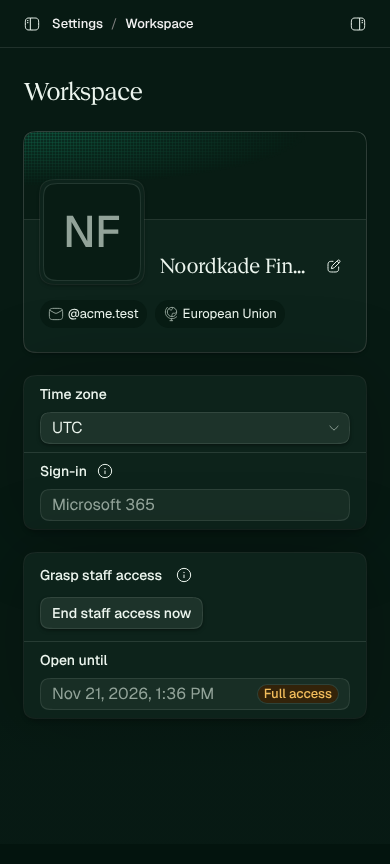 Settings / Workspace
Workspace
NF
Noordkade Fin...
@acme.test
European Union
Time zone
UTC
Sign-in
Microsoft 365
Grasp staff access
End staff access now
Open until
Nov 21, 2026, 1:36 PM
Full access